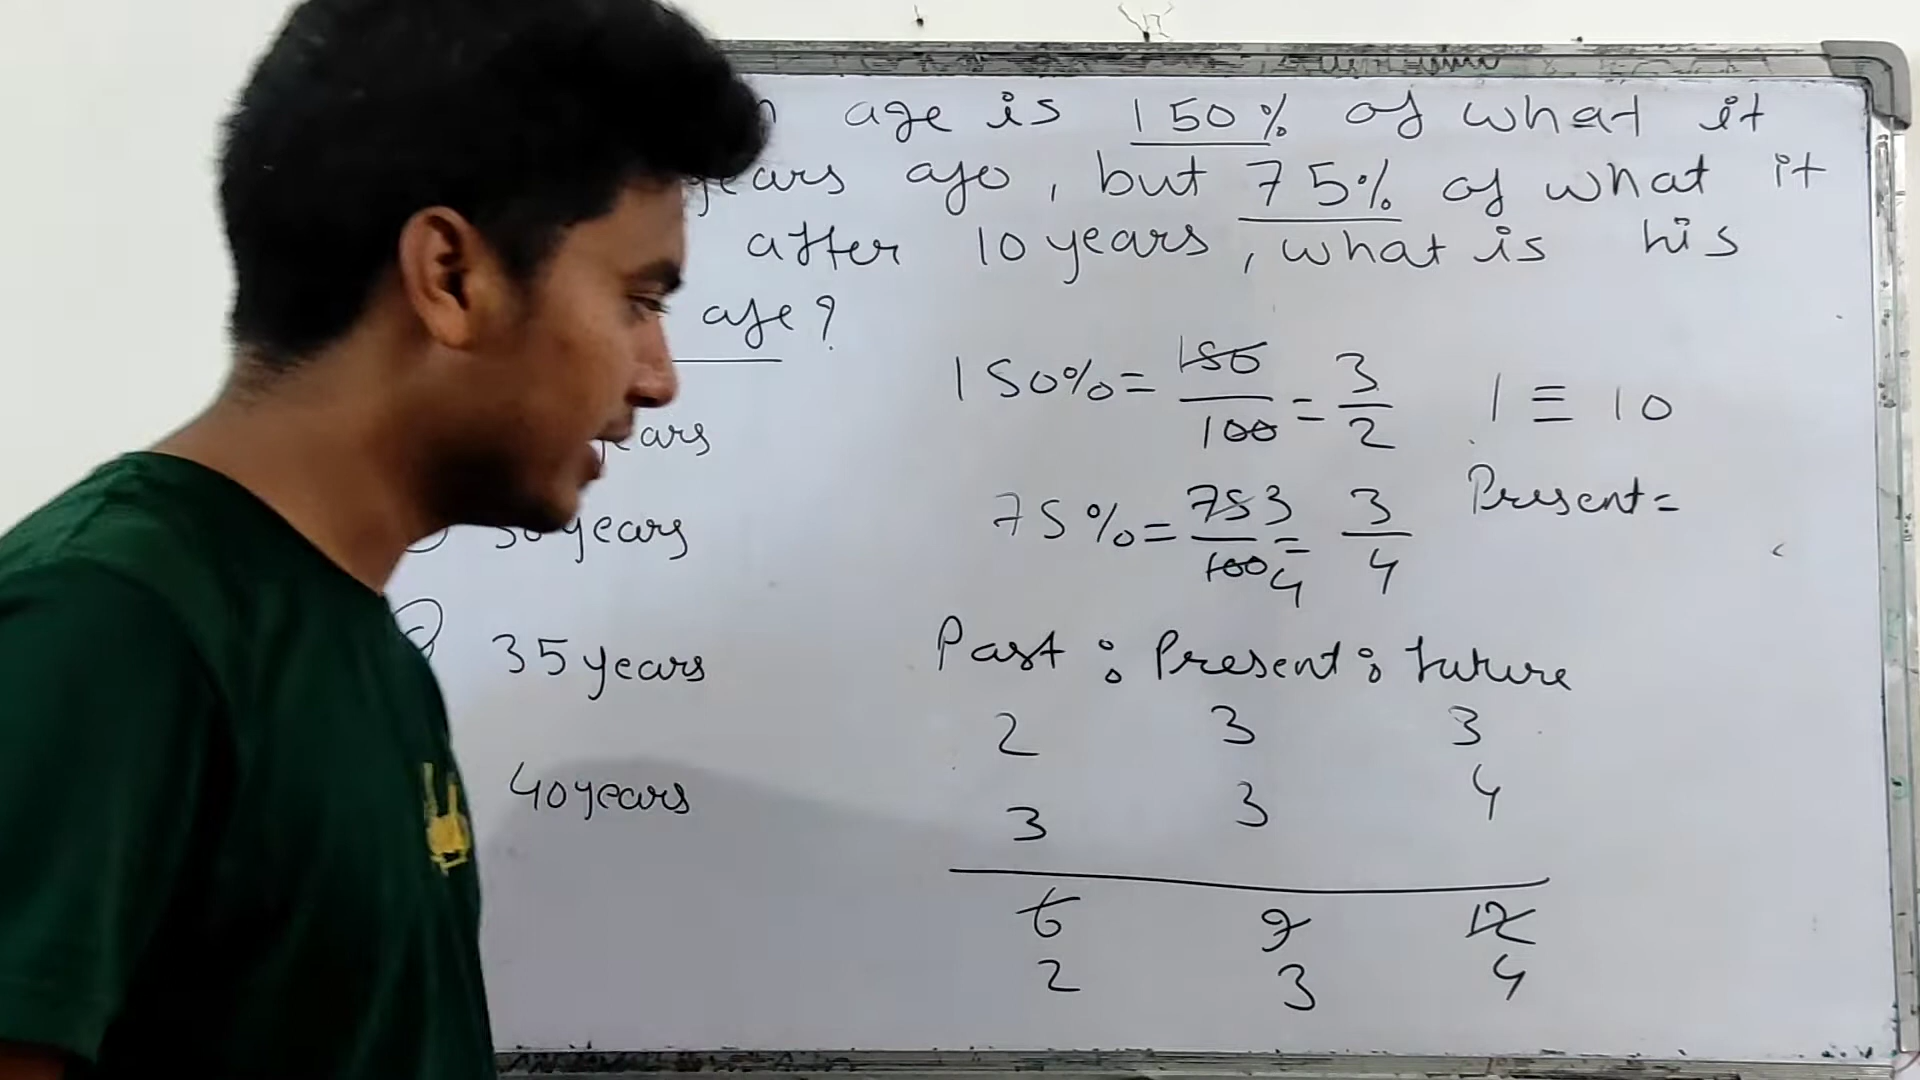 age is 150% of what it
years ago, but 75% of what it
after 10 years, what is his
age?
150% = 150/100 = 3/2 1 ≡ 10
75% = 75 3/100 4 = 3/4 Present =
30 years
35 years
40 years
Past : Present : future
2 3 3
3 3 4
6 9 12
2 3 4